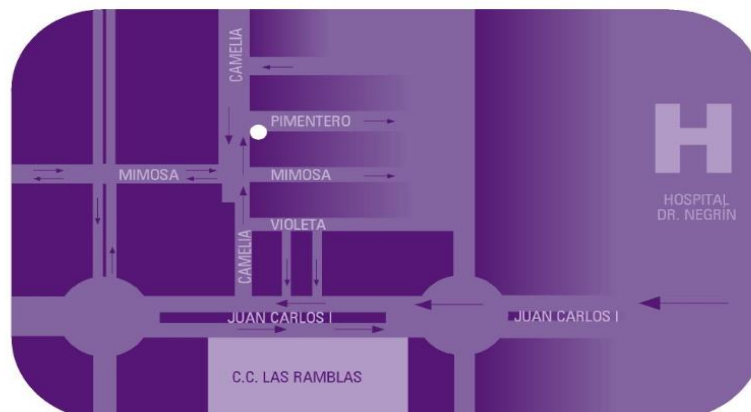 CAMELIA
PIMENTERO
MIMOSA
MIMOSA
H
HOSPITAL
DR. NEGRÍN
VIOLETA
CAMELIA
JUAN CARLOS I
JUAN CARLOS I
C.C. LAS RAMBLAS